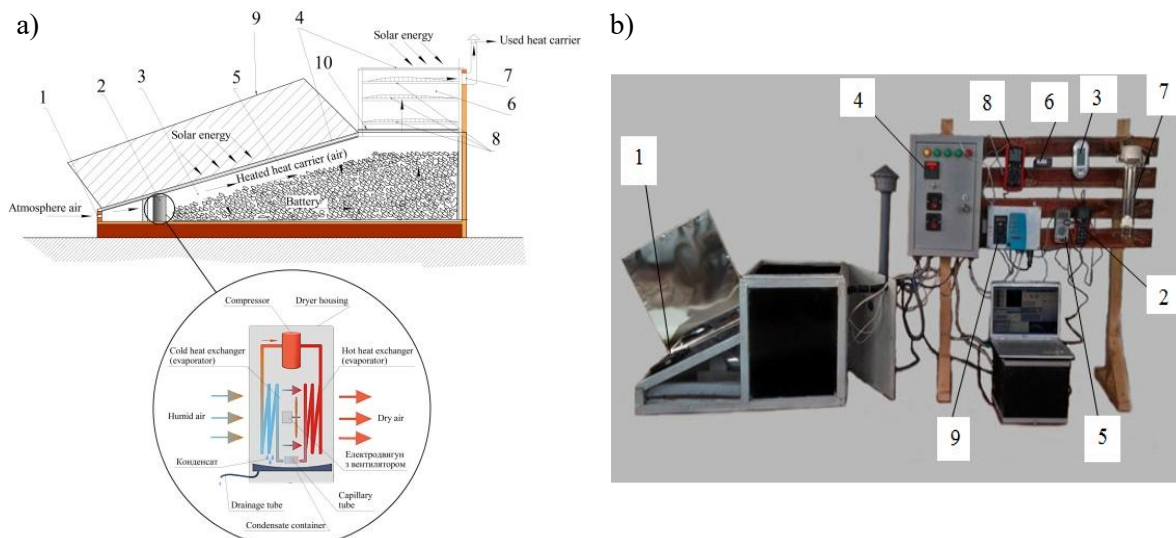 a)
9
4
Solar energy
Used heat carrier
10
5
3
2
1
7
6
8
Solar energy
Heated heat carrier (air)
Battery
Atmosphere air
Compressor
Dryer housing
Cold heat exchanger
(evaporator)
Hot heat exchanger
(evaporator)
Humid air
Dry air
Конденсат
Електродвигун
з вентилятором
Drainage tube
Capillary
tube
Condensate container
b)
4
8
6
3
7
1
2
9
5